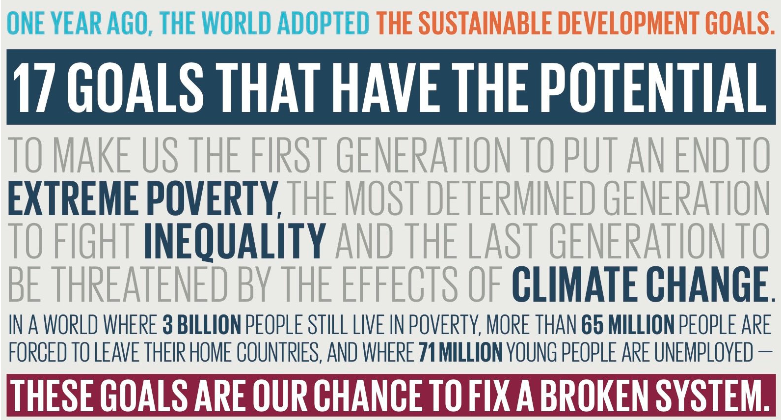 ONE YEAR AGO, THE WORLD ADOPTED THE SUSTAINABLE DEVELOPMENT GOALS.
17 GOALS THAT HAVE THE POTENTIAL
TO MAKE US THE FIRST GENERATION TO PUT AN END TO
EXTREME POVERTY, THE MOST DETERMINED GENERATION
TO FIGHT INEQUALITY AND THE LAST GENERATION TO
BE THREATENED BY THE EFFECTS OF CLIMATE CHANGE.
IN A WORLD WHERE 3 BILLION PEOPLE STILL LIVE IN POVERTY, MORE THAN 65 MILLION PEOPLE ARE
FORCED TO LEAVE THEIR HOME COUNTRIES, AND WHERE 71 MILLION YOUNG PEOPLE ARE UNEMPLOYED —
THESE GOALS ARE OUR CHANCE TO FIX A BROKEN SYSTEM.